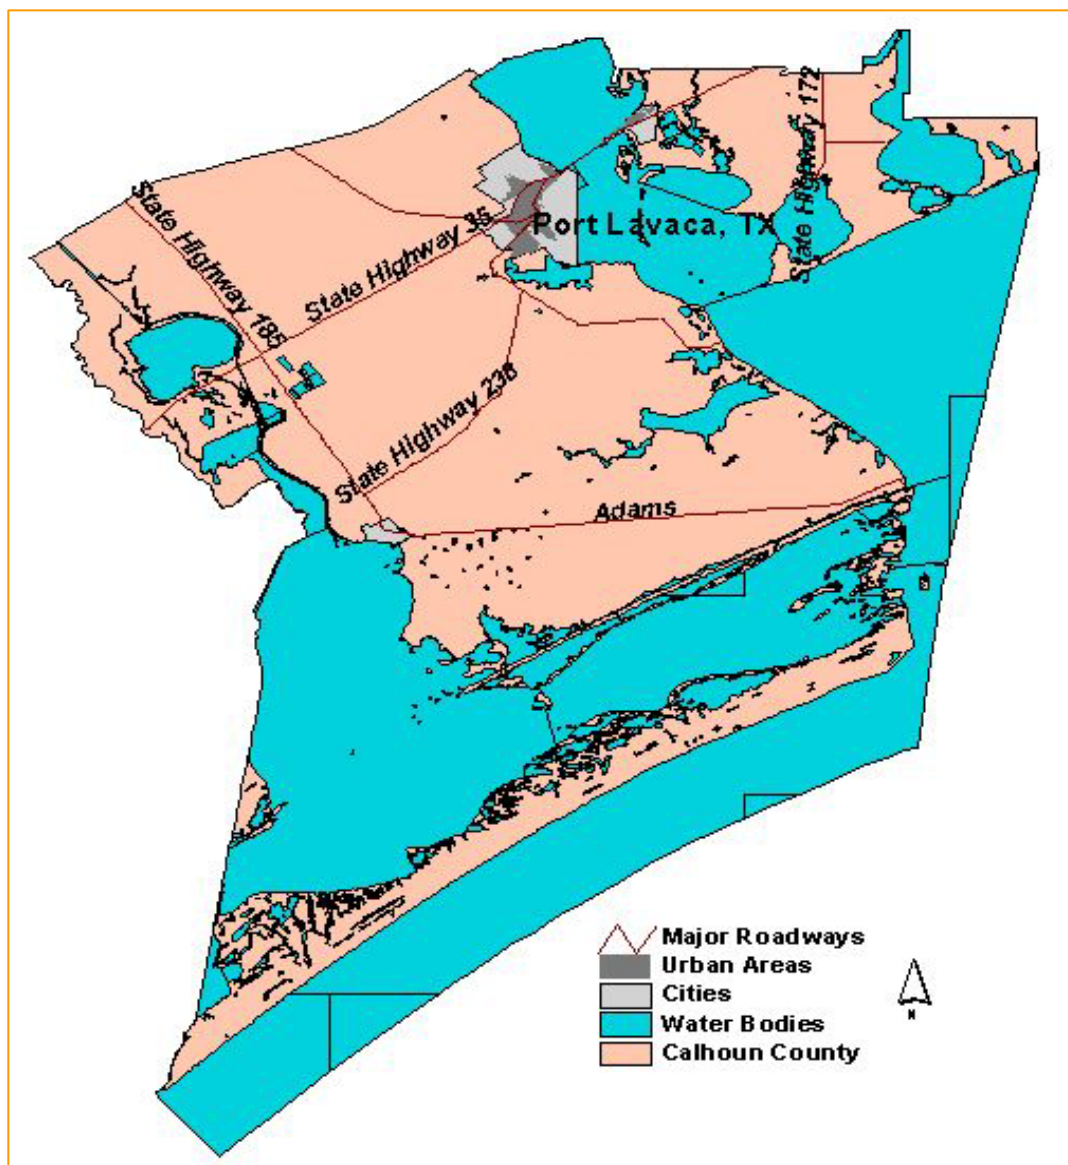 State Highway 172
State Highway 185
State Highway 35
Port Lavaca, TX
State Highway 238
Adams
Major Roadways
Urban Areas
Cities
Water Bodies
Calhoun County
N